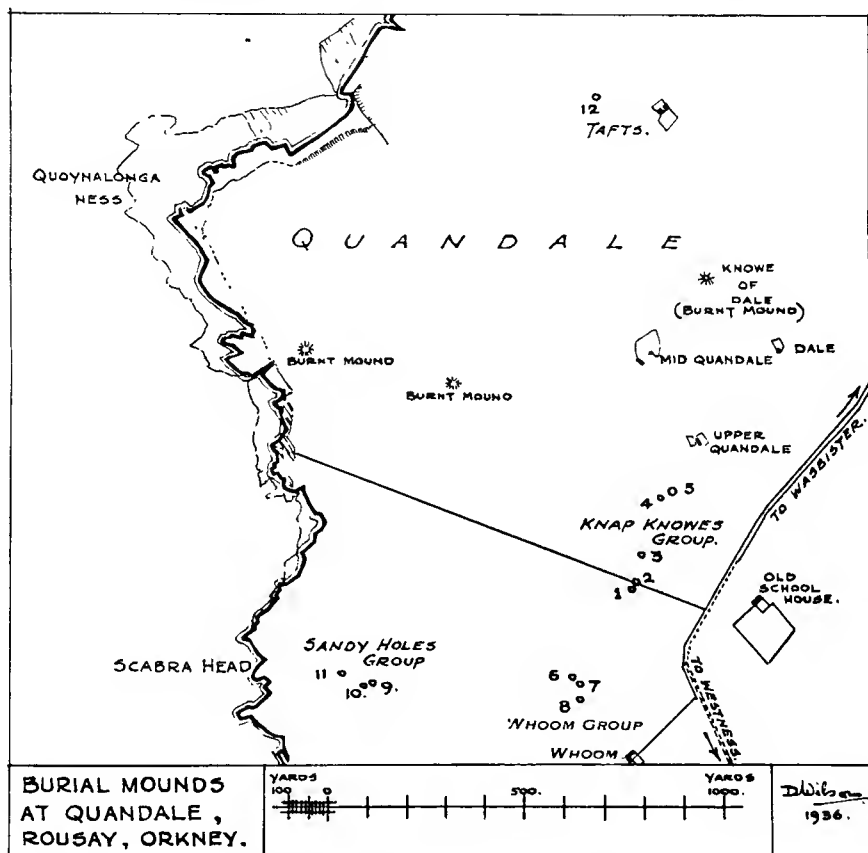 12
TAFTS.
QUOYNALONGA
NESS
QUANDALE
KNOWE
OF
DALE
(BURNT MOUND)
BURNT MOUND
MID QUANDALE
DALE
BURNT MOUND
UPPER
QUANDALE
TO WASBISTER.
4 5
KNAP KNOWES
GROUP.
3
2
1
OLD
SCHOOL
HOUSE.
SANDY HOLES
GROUP
SCABRA HEAD
11
10. 9.
6
7
8
WHOOM GROUP
WHOOM
TO WESTNESS.
BURIAL MOUNDS
AT QUANDALE,
ROUSAY, ORKNEY.
YARDS
100 0 500. 1000.
YARDS
D.Wilson
1936.